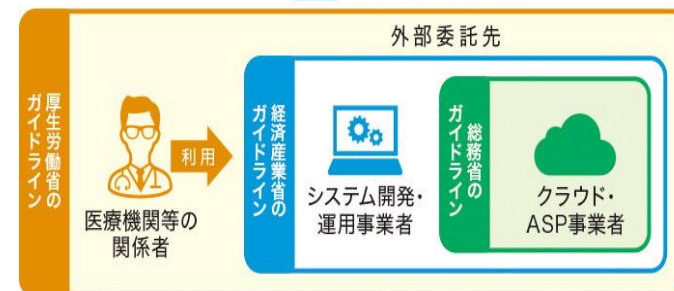 外部委託先
厚生労働省の
ガイドライン
医療機関等の
関係者
利用
経済産業省の
ガイドライン
システム開発・
運用事業者
総務省の
ガイドライン
クラウド・
ASP事業者